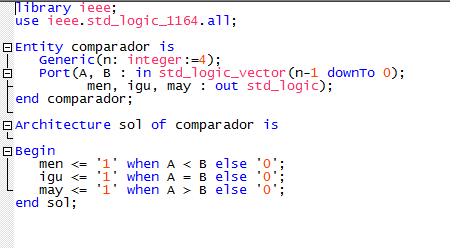 library ieee;
use ieee.std_logic_1164.all;
Entity comparador is
Generic(n: integer:=4);
Port(A, B : in std_logic_vector(n-1 downTo 0);
men, igu, may : out std_logic);
end comparador;
Architecture sol of comparador is
Begin
men <= '1' when A < B else '0';
igu <= '1' when A = B else '0';
may <= '1' when A > B else '0';
end sol;